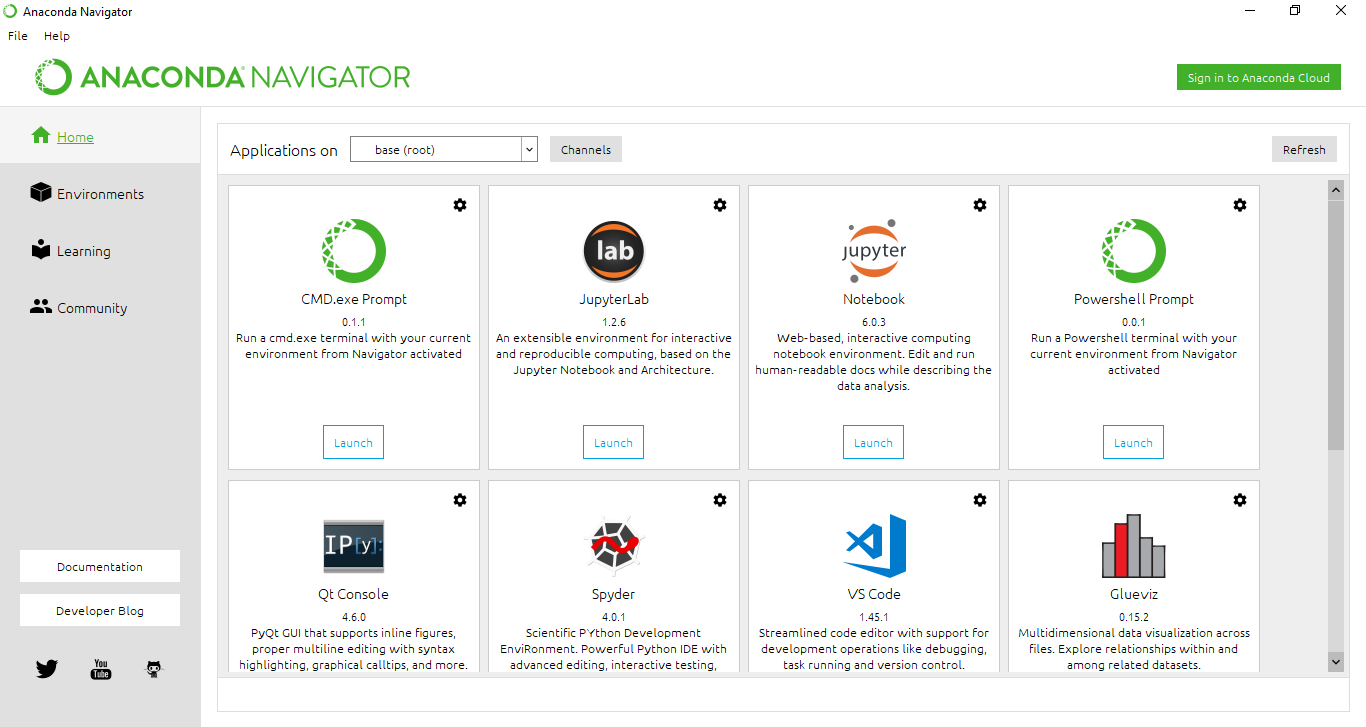 Anaconda Navigator
File Help
ANACONDA NAVIGATOR
Sign in to Anaconda Cloud
Home
Environments
Learning
Community
Documentation
Developer Blog
You
Tube
Applications on
base (root)
Channels
Refresh
CMD.exe Prompt
0.1.1
Run a cmd.exe terminal with your current
environment from Navigator activated
Launch
lab
JupyterLab
1.2.6
An extensible environment for interactive
and reproducible computing, based on the
Jupyter Notebook and Architecture.
Launch
jupyter
Notebook
6.0.3
Web-based, interactive computing
notebook environment. Edit and run
human-readable docs while describing the
data analysis.
Launch
Powershell Prompt
0.0.1
Run a Powershell terminal with your
current environment from Navigator
activated
Launch
IP[y]:
Qt Console
4.6.0
PyQt GUI that supports inline figures,
proper multiline editing with syntax
highlighting, graphical calltips, and more.
Spyder
4.0.1
Scientific PYthon Development
EnviRonment. Powerful Python IDE with
advanced editing, interactive testing,
VS Code
1.45.1
Streamlined code editor with support for
development operations like debugging,
task running and version control.
Glueviz
0.15.2
Multidimensional data visualization across
files. Explore relationships within and
among related datasets.